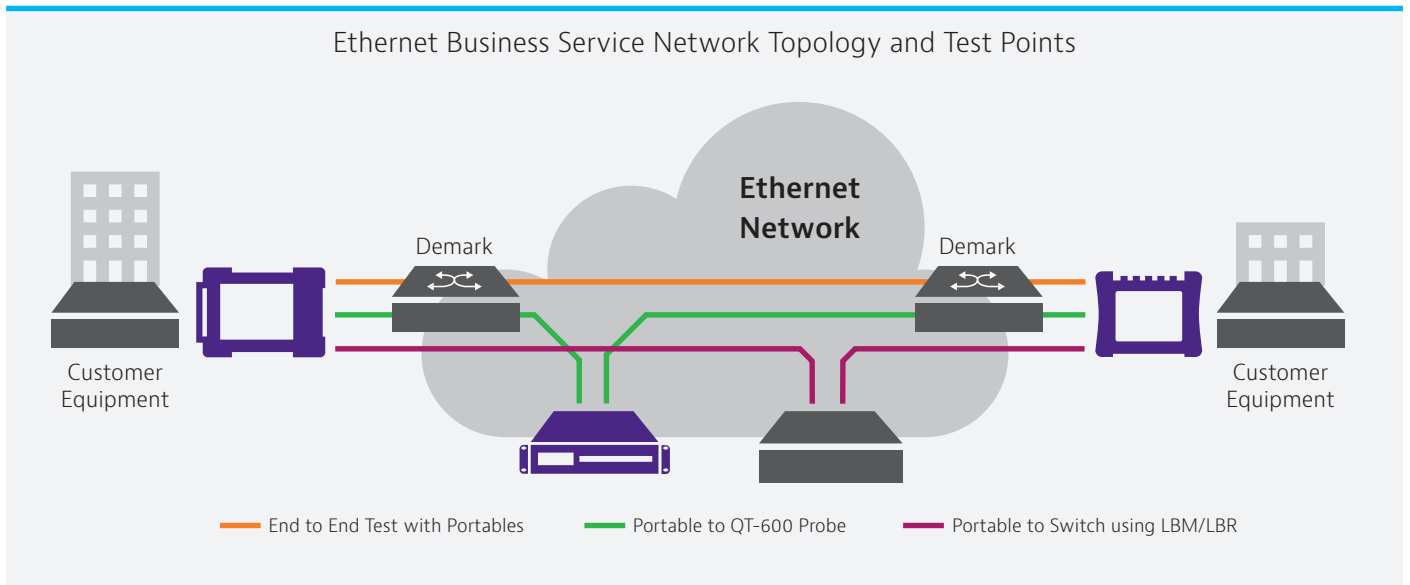 Ethernet Business Service Network Topology and Test Points
Ethernet
Network
Demark
Demark
Customer
Equipment
Customer
Equipment
End to End Test with Portables
Portable to QT-600 Probe
Portable to Switch using LBM/LBR